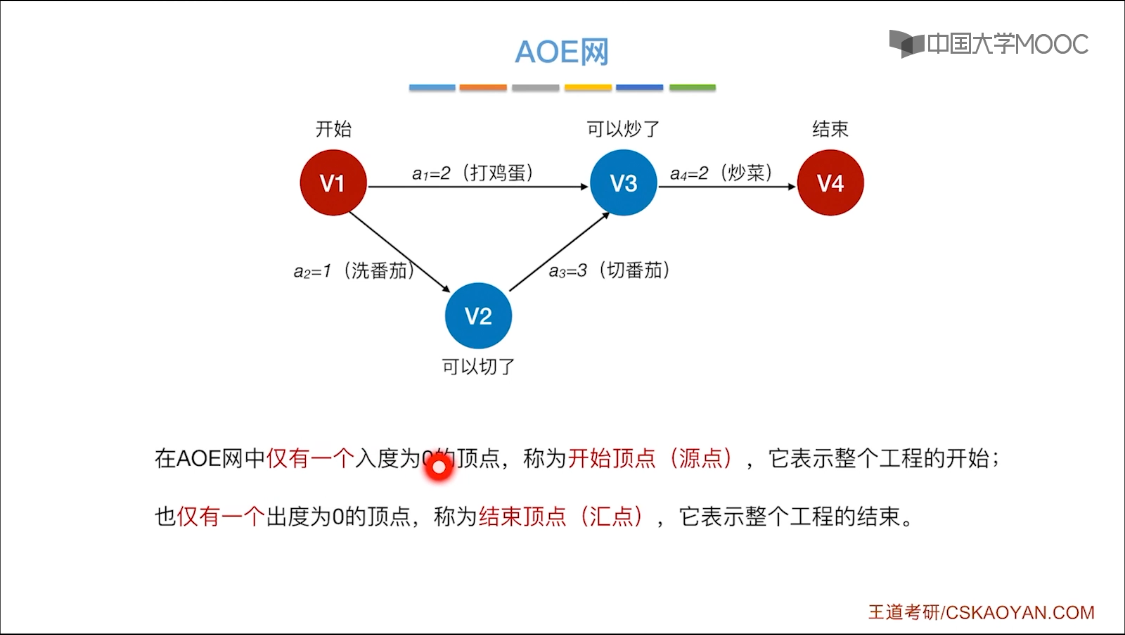 AOE网
中国大学MOOC
开始
可以炒了
结束
V1
a₁=2（打鸡蛋）
V3
a₄=2（炒菜）
V4
a₂=1（洗番茄）
a₃=3（切番茄）
V2
可以切了
在AOE网中仅有一个入度为0的顶点，称为开始顶点（源点），它表示整个工程的开始；
也仅有一个出度为0的顶点，称为结束顶点（汇点），它表示整个工程的结束。
王道考研/CSKAOYAN.COM